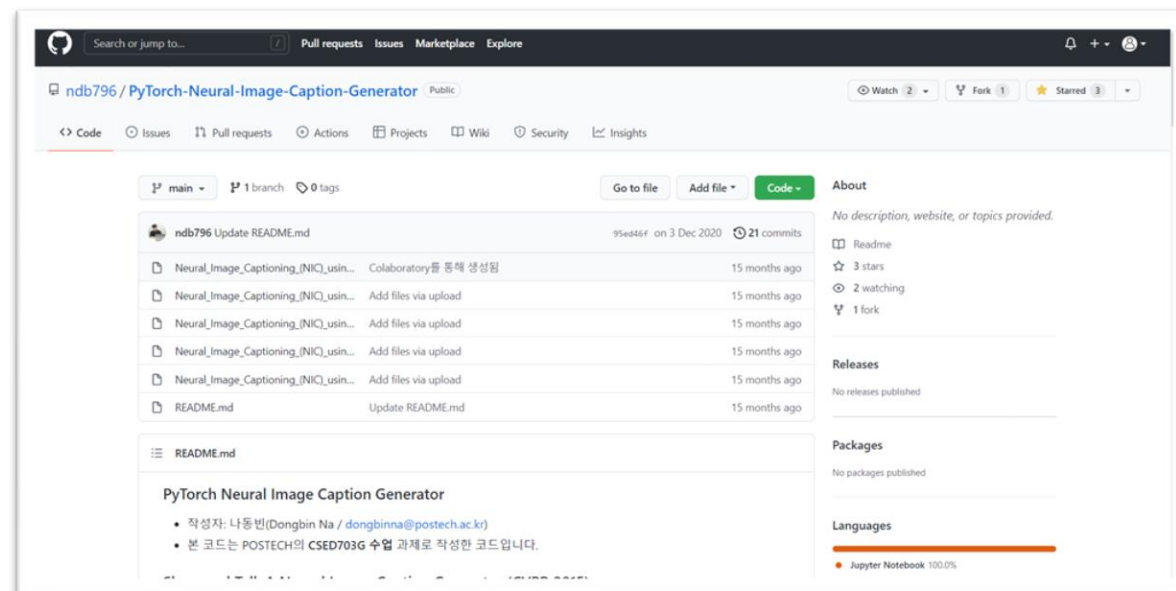 Search or jump to... / Pull requests Issues Marketplace Explore
ndb796 / PyTorch-Neural-Image-Caption-Generator Public Watch 2 Fork 1 Starred 3
Code Issues Pull requests Actions Projects Wiki Security Insights
main 1 branch 0 tags Go to file Add file Code
ndb796 Update README.md 95ed46f on 3 Dec 2020 21 commits
Neural_Image_Captioning_(NIC)_usin... Colaboratory를 통해 생성됨 15 months ago
Neural_Image_Captioning_(NIC)_usin... Add files via upload 15 months ago
Neural_Image_Captioning_(NIC)_usin... Add files via upload 15 months ago
Neural_Image_Captioning_(NIC)_usin... Add files via upload 15 months ago
Neural_Image_Captioning_(NIC)_usin... Add files via upload 15 months ago
README.md Update README.md 15 months ago
README.md
PyTorch Neural Image Caption Generator
작성자: 나동빈(Dongbin Na / dongbinna@postech.ac.kr)
본 코드는 POSTECH의 CSED703G 수업 과제로 작성한 코드입니다.
About
No description, website, or topics provided.
Readme
3 stars
2 watching
1 fork
Releases
No releases published
Packages
No packages published
Languages
Jupyter Notebook 100.0%